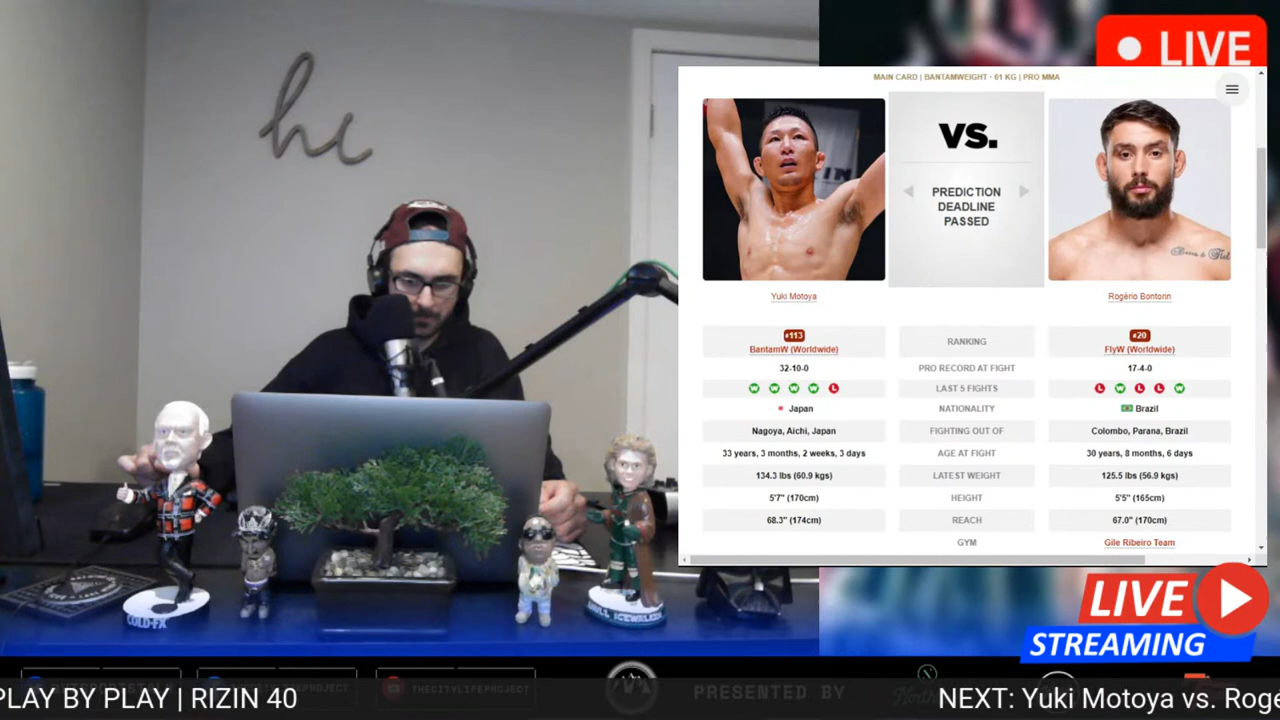 hi
LIVE
MAIN CARD | BANTAMWEIGHT - 61 KG | PRO MMA
VS.
PREDICTION
DEADLINE
PASSED
Yuki Motoya
Rogério Bontorin
#113
BantamW (Worldwide)
RANKING
#20
FlyW (Worldwide)
32-10-0
PRO RECORD AT FIGHT
17-4-0
W W W W L
LAST 5 FIGHTS
L W L L W
Japan
NATIONALITY
Brazil
Nagoya, Aichi, Japan
FIGHTING OUT OF
Colombo, Parana, Brazil
33 years, 3 months, 2 weeks, 3 days
AGE AT FIGHT
30 years, 8 months, 6 days
134.3 lbs (60.9 kgs)
LATEST WEIGHT
125.5 lbs (56.9 kgs)
5'7" (170cm)
HEIGHT
5'5" (165cm)
68.3" (174cm)
REACH
67.0" (170cm)
GYM
Gile Ribeiro Team
COLD-FX
LIVE
STREAMING
THECITYLIFEPROJECT
PRESENTED BY
PLAY BY PLAY | RIZIN 40
NEXT: Yuki Motoya vs. Roge